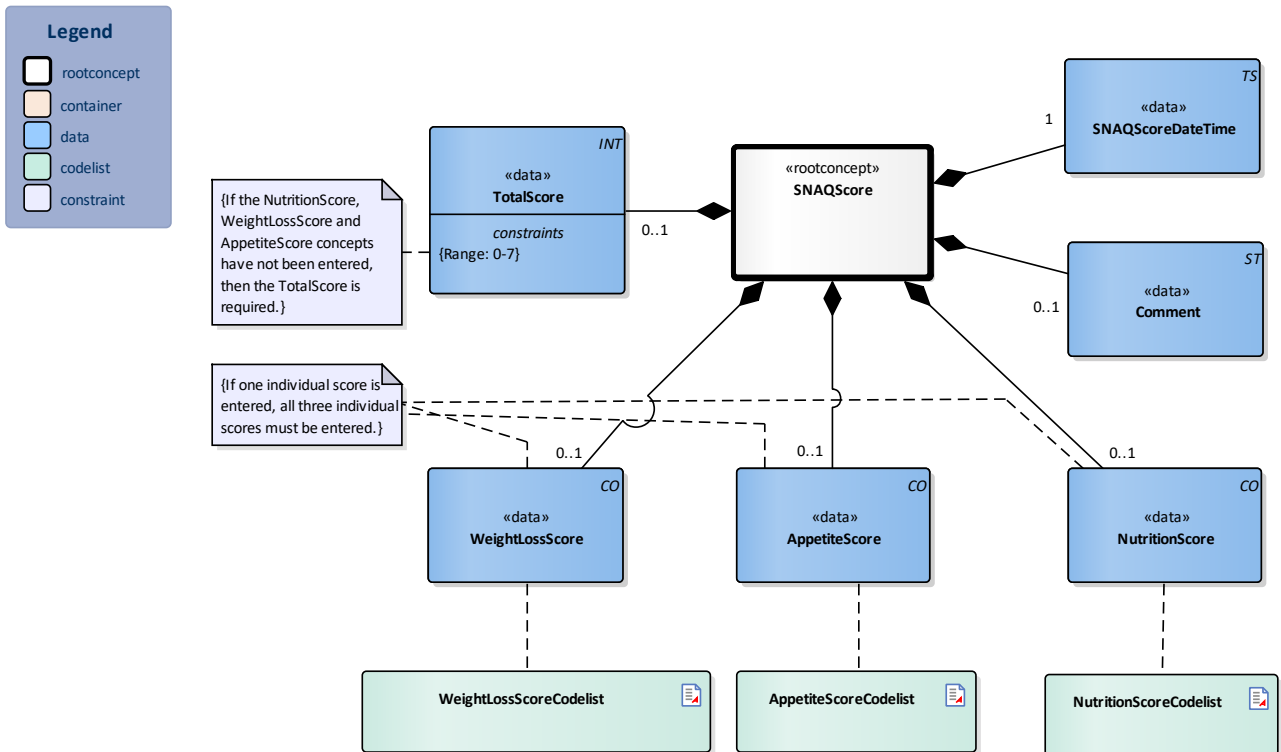 Legend
rootconcept
container
data
codelist
constraint
{If the NutritionScore,
WeightLossScore and
AppetiteScore concepts
have not been entered,
then the TotalScore is
required.}
INT
«data»
TotalScore
constraints
{Range: 0-7}
0..1
«rootconcept»
SNAQScore
1
TS
«data»
SNAQScoreDateTime
0..1
ST
«data»
Comment
{If one individual score is
entered, all three individual
scores must be entered.}
0..1
0..1
0..1
CO
«data»
WeightLossScore
CO
«data»
AppetiteScore
CO
«data»
NutritionScore
WeightLossScoreCodelist
AppetiteScoreCodelist
NutritionScoreCodelist